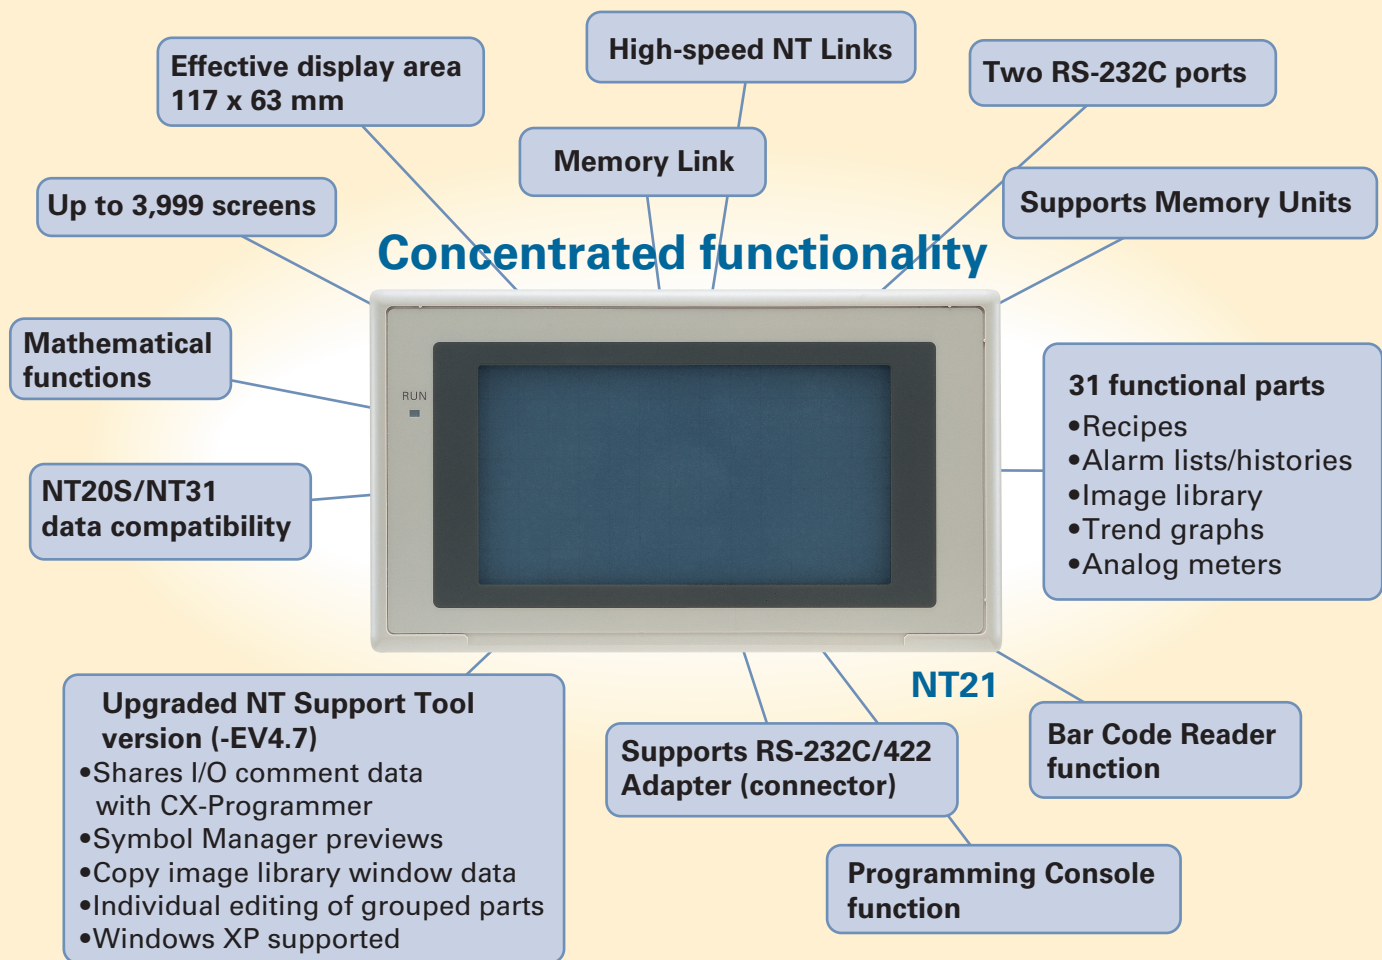 Effective display area
117 x 63 mm
High-speed NT Links
Two RS-232C ports
Memory Link
Up to 3,999 screens
Supports Memory Units
Concentrated functionality
Mathematical
functions
RUN
31 functional parts
•Recipes
•Alarm lists/histories
•Image library
•Trend graphs
•Analog meters
NT20S/NT31
data compatibility
NT21
Upgraded NT Support Tool
version (-EV4.7)
•Shares I/O comment data
with CX-Programmer
•Symbol Manager previews
•Copy image library window data
•Individual editing of grouped parts
•Windows XP supported
Supports RS-232C/422
Adapter (connector)
Bar Code Reader
function
Programming Console
function